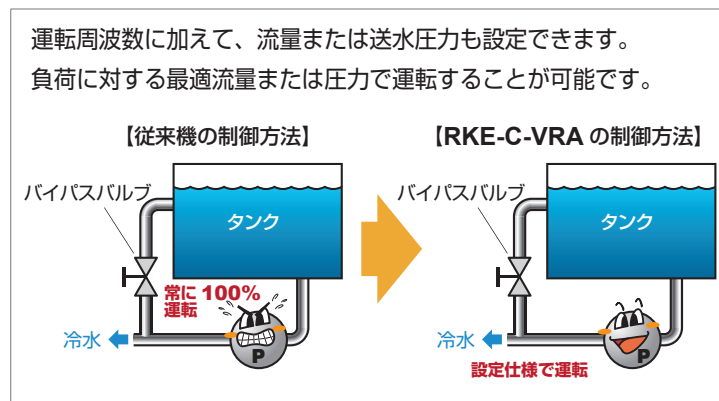 運転周波数に加えて、流量または送水圧力も設定できます。
負荷に対する最適流量または圧力で運転することが可能です。
【従来機の制御方法】
バイパスバルブ
タンク
常に 100%
運転
冷水
P
【RKE-C-VRA の制御方法】
バイパスバルブ
タンク
冷水
P
設定仕様で運転